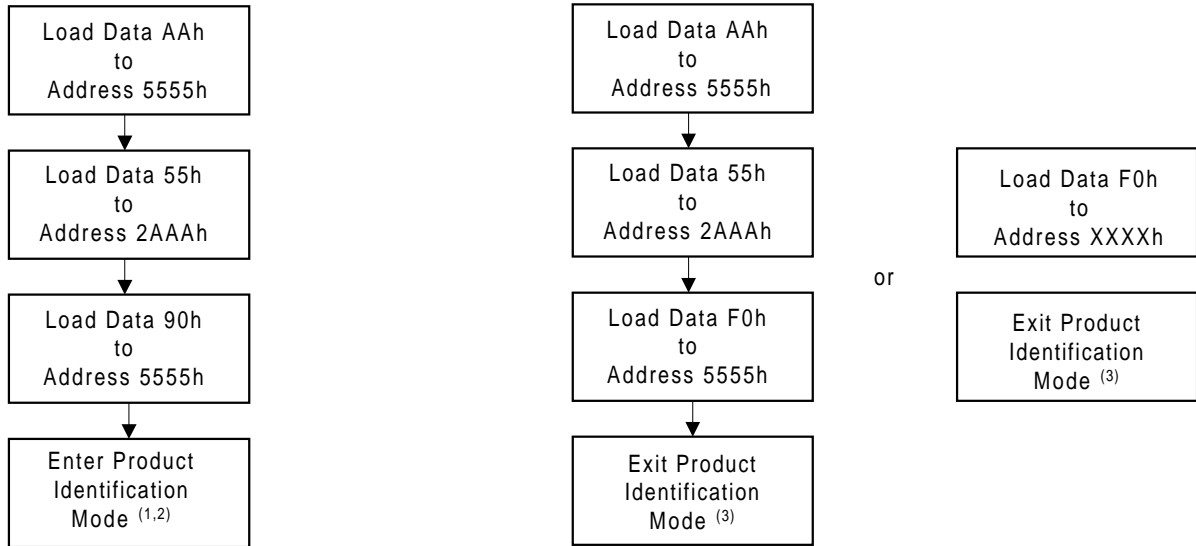 Load Data AAh
to
Address 5555h
Load Data 55h
to
Address 2AAAh
Load Data 90h
to
Address 5555h
Enter Product
Identification
Mode (1,2)
Load Data AAh
to
Address 5555h
Load Data 55h
to
Address 2AAAh
Load Data F0h
to
Address 5555h
Exit Product
Identification
Mode (3)
or
Load Data F0h
to
Address XXXXh
Exit Product
Identification
Mode (3)